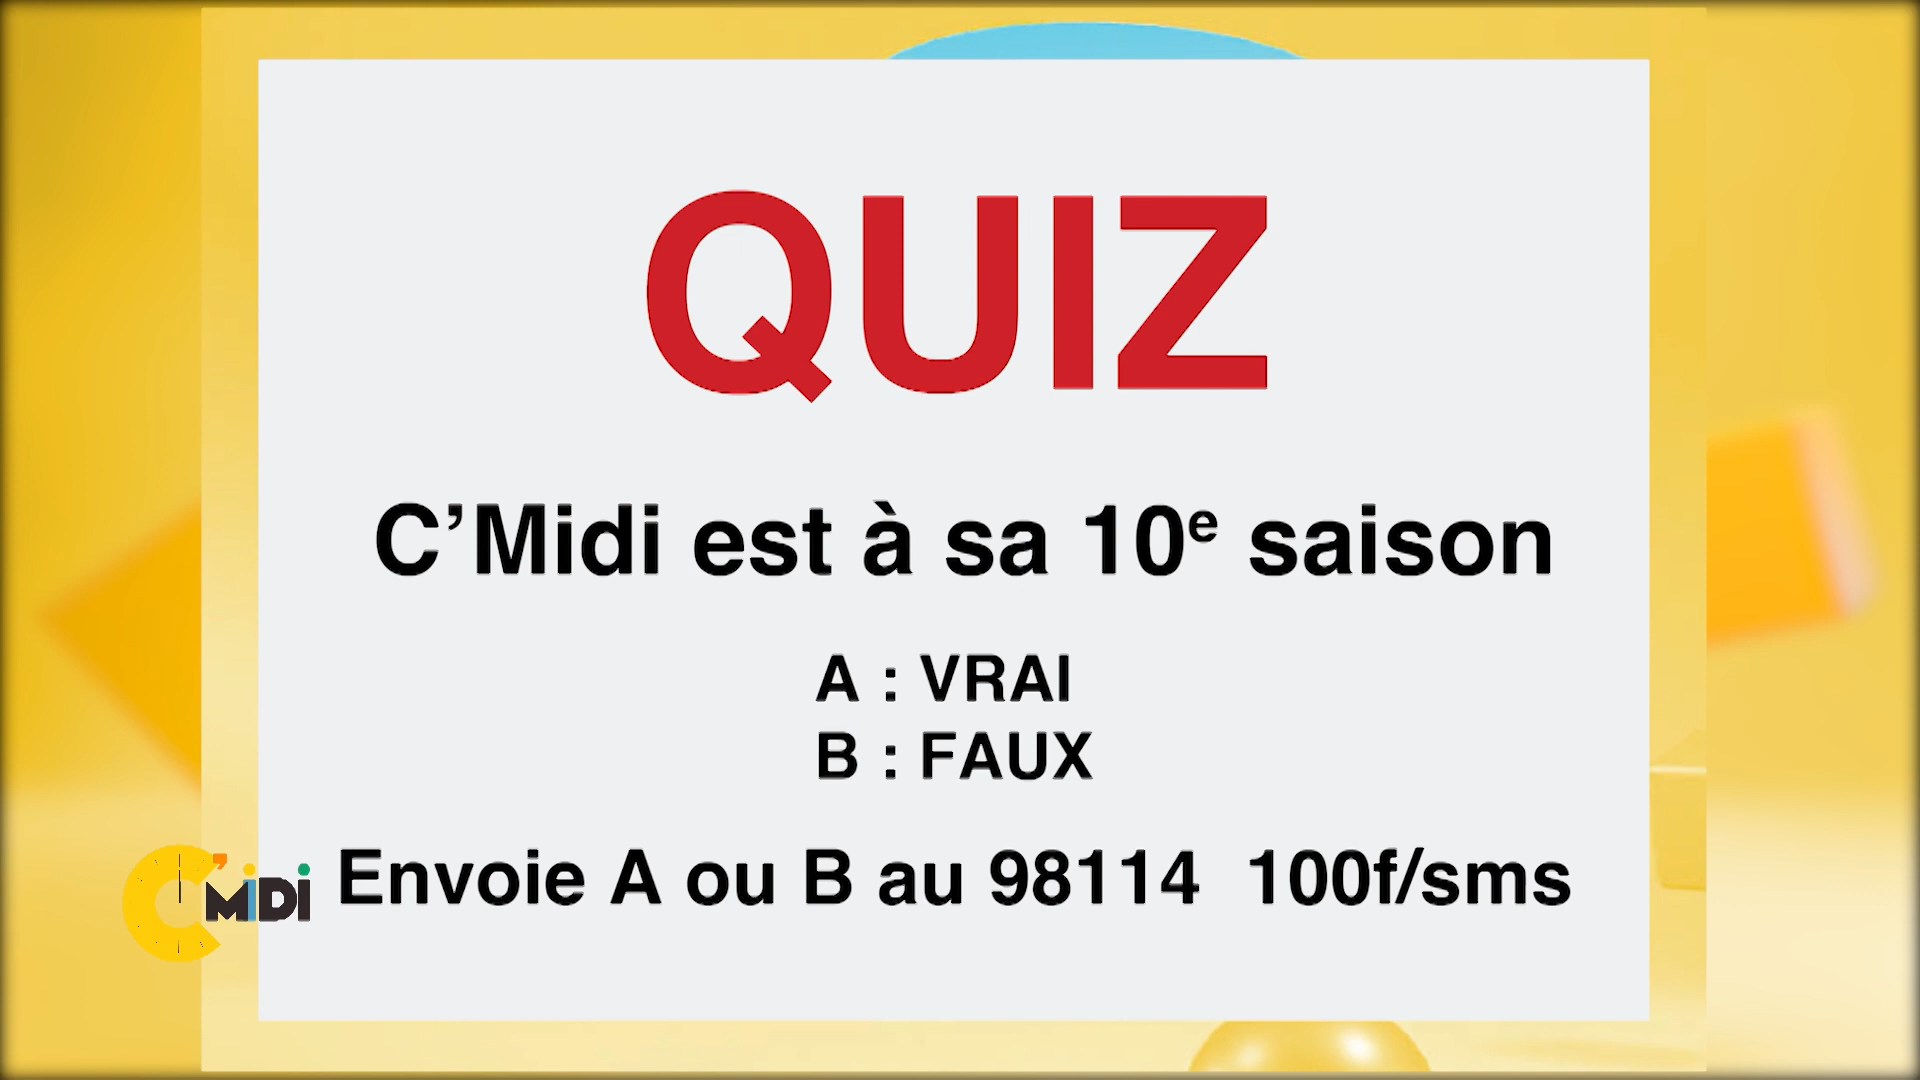 QUIZ
C’Midi est à sa 10e saison
A : VRAI
B : FAUX
Envoie A ou B au 98114 100f/sms
C'MiDi